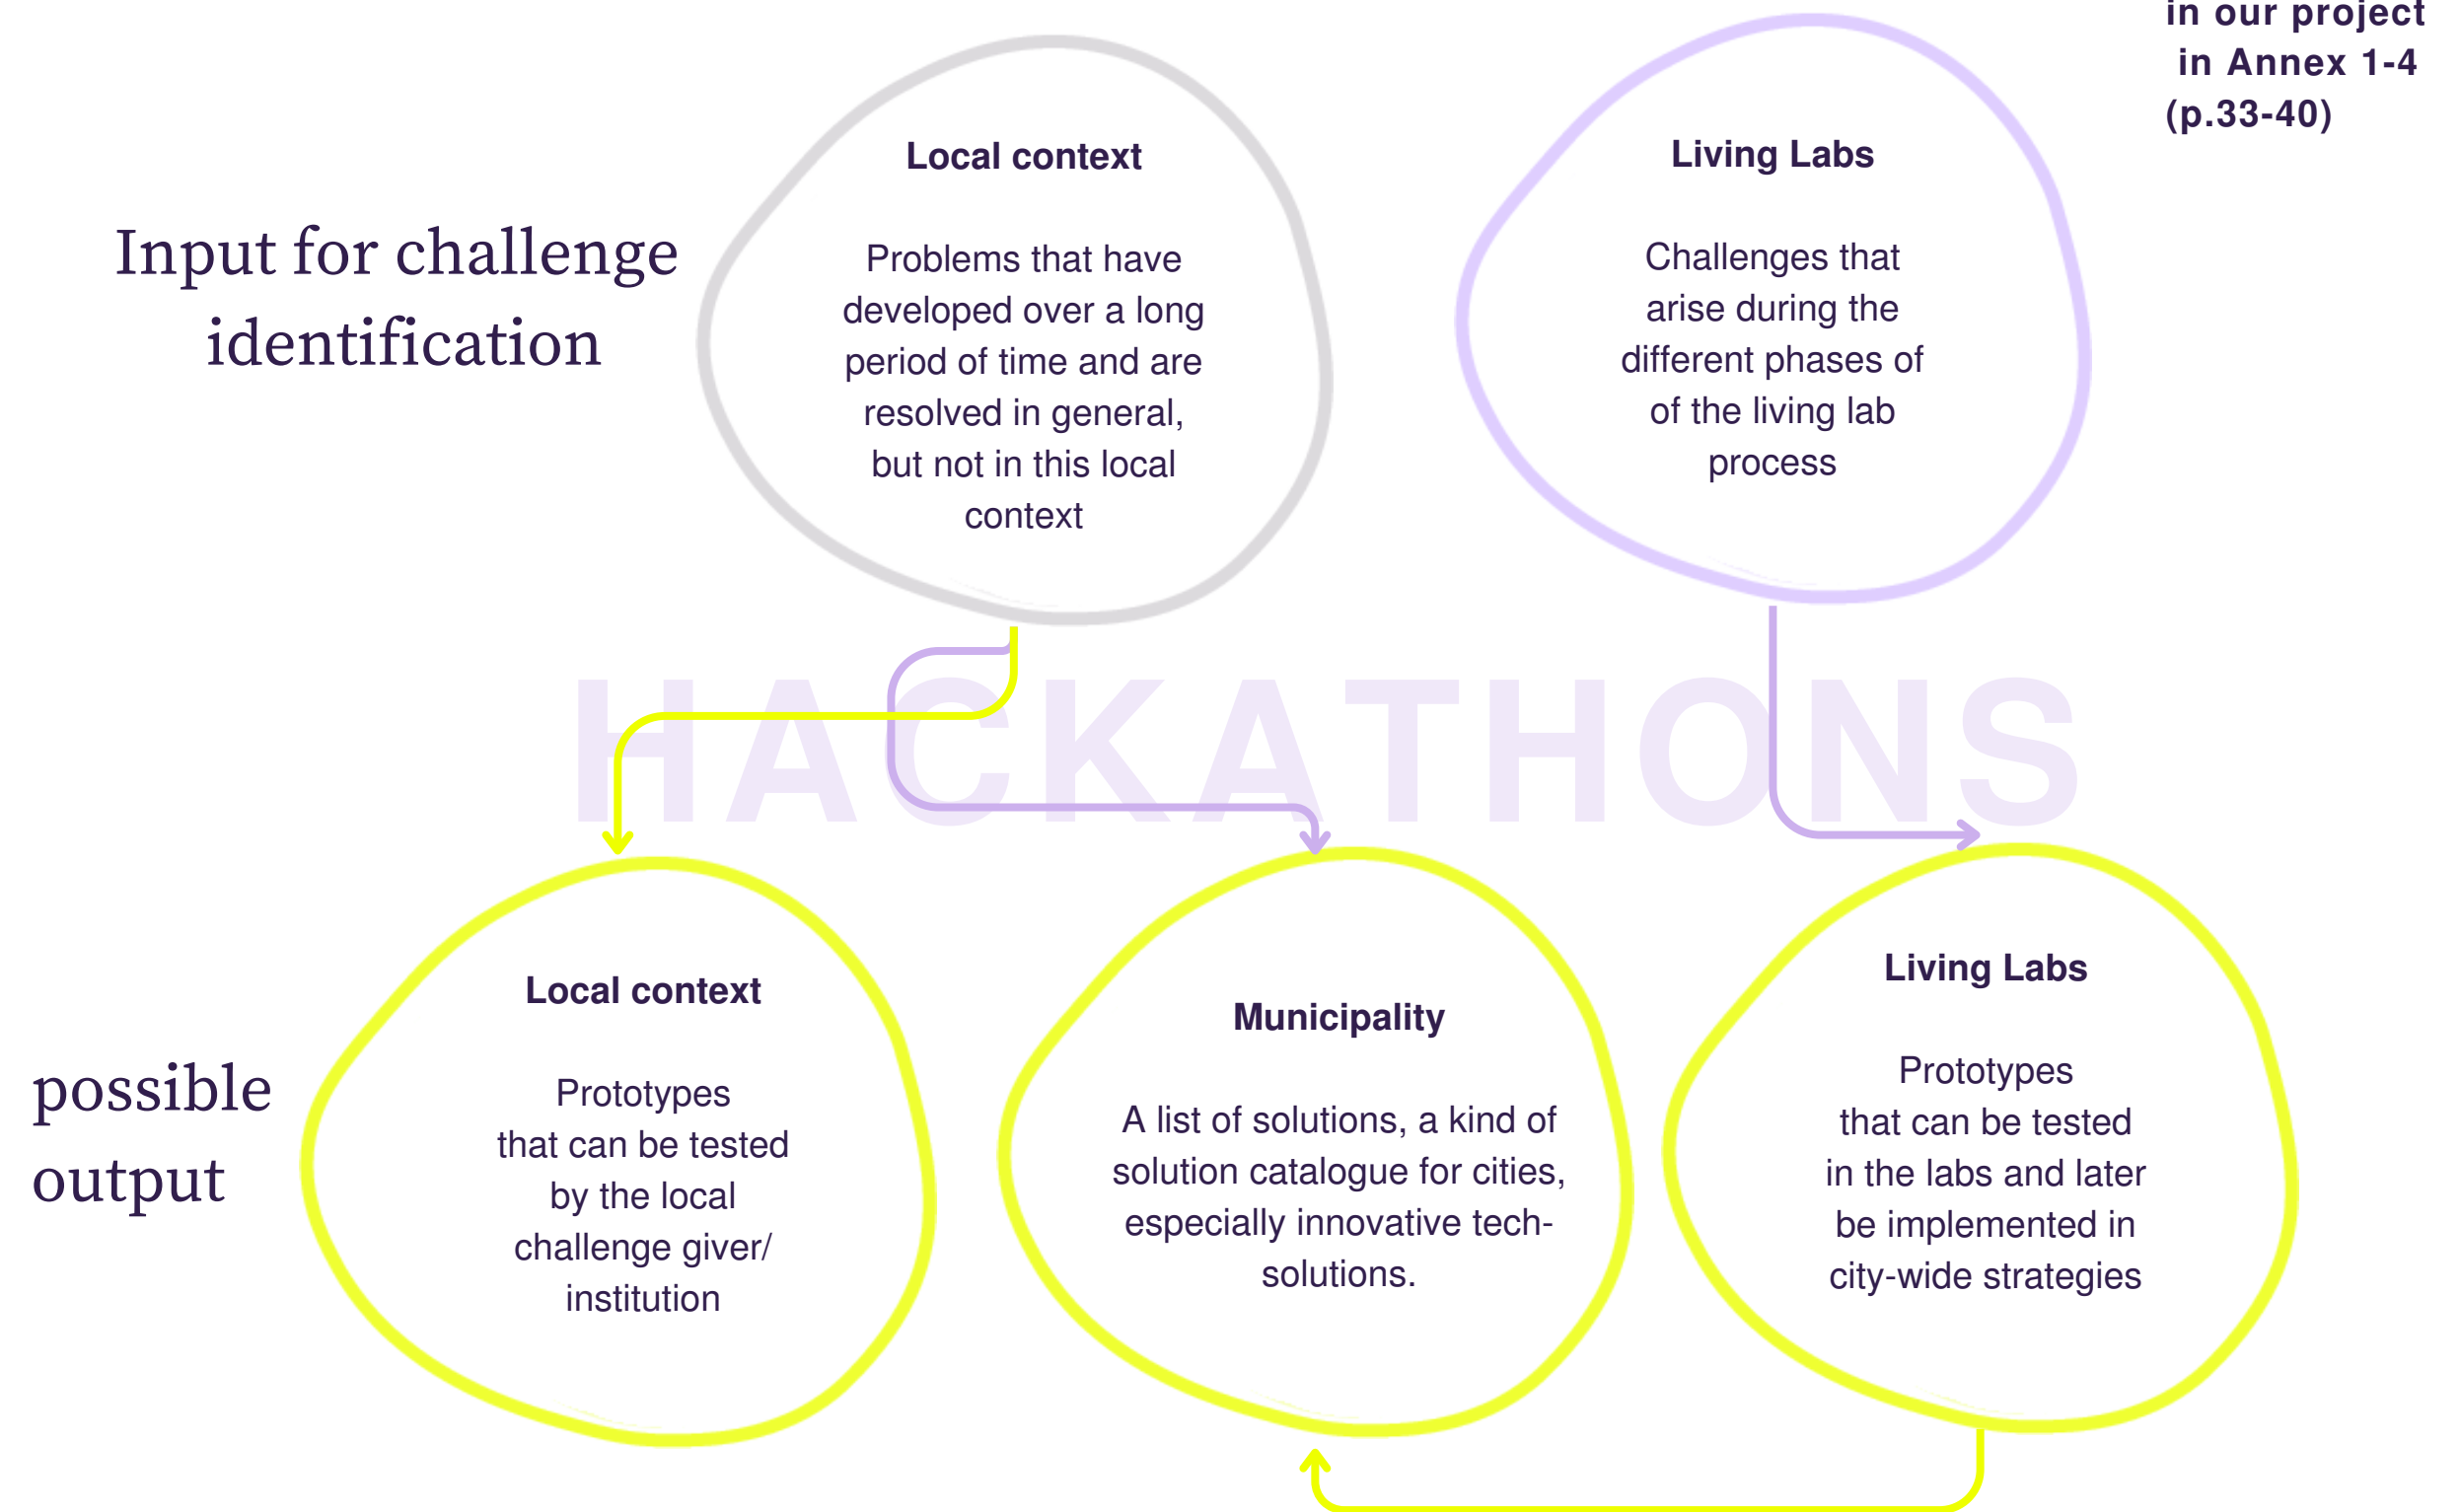 in our project
in Annex 1-4
(p.33-40)
Input for challenge
identification
Local context
Problems that have
developed over a long
period of time and are
resolved in general,
but not in this local
context
Living Labs
Challenges that
arise during the
different phases of
of the living lab
process
HACKATHONS
possible
output
Local context
Prototypes
that can be tested
by the local
challenge giver/
institution
Municipality
A list of solutions, a kind of
solution catalogue for cities,
especially innovative tech-
solutions.
Living Labs
Prototypes
that can be tested
in the labs and later
be implemented in
city-wide strategies